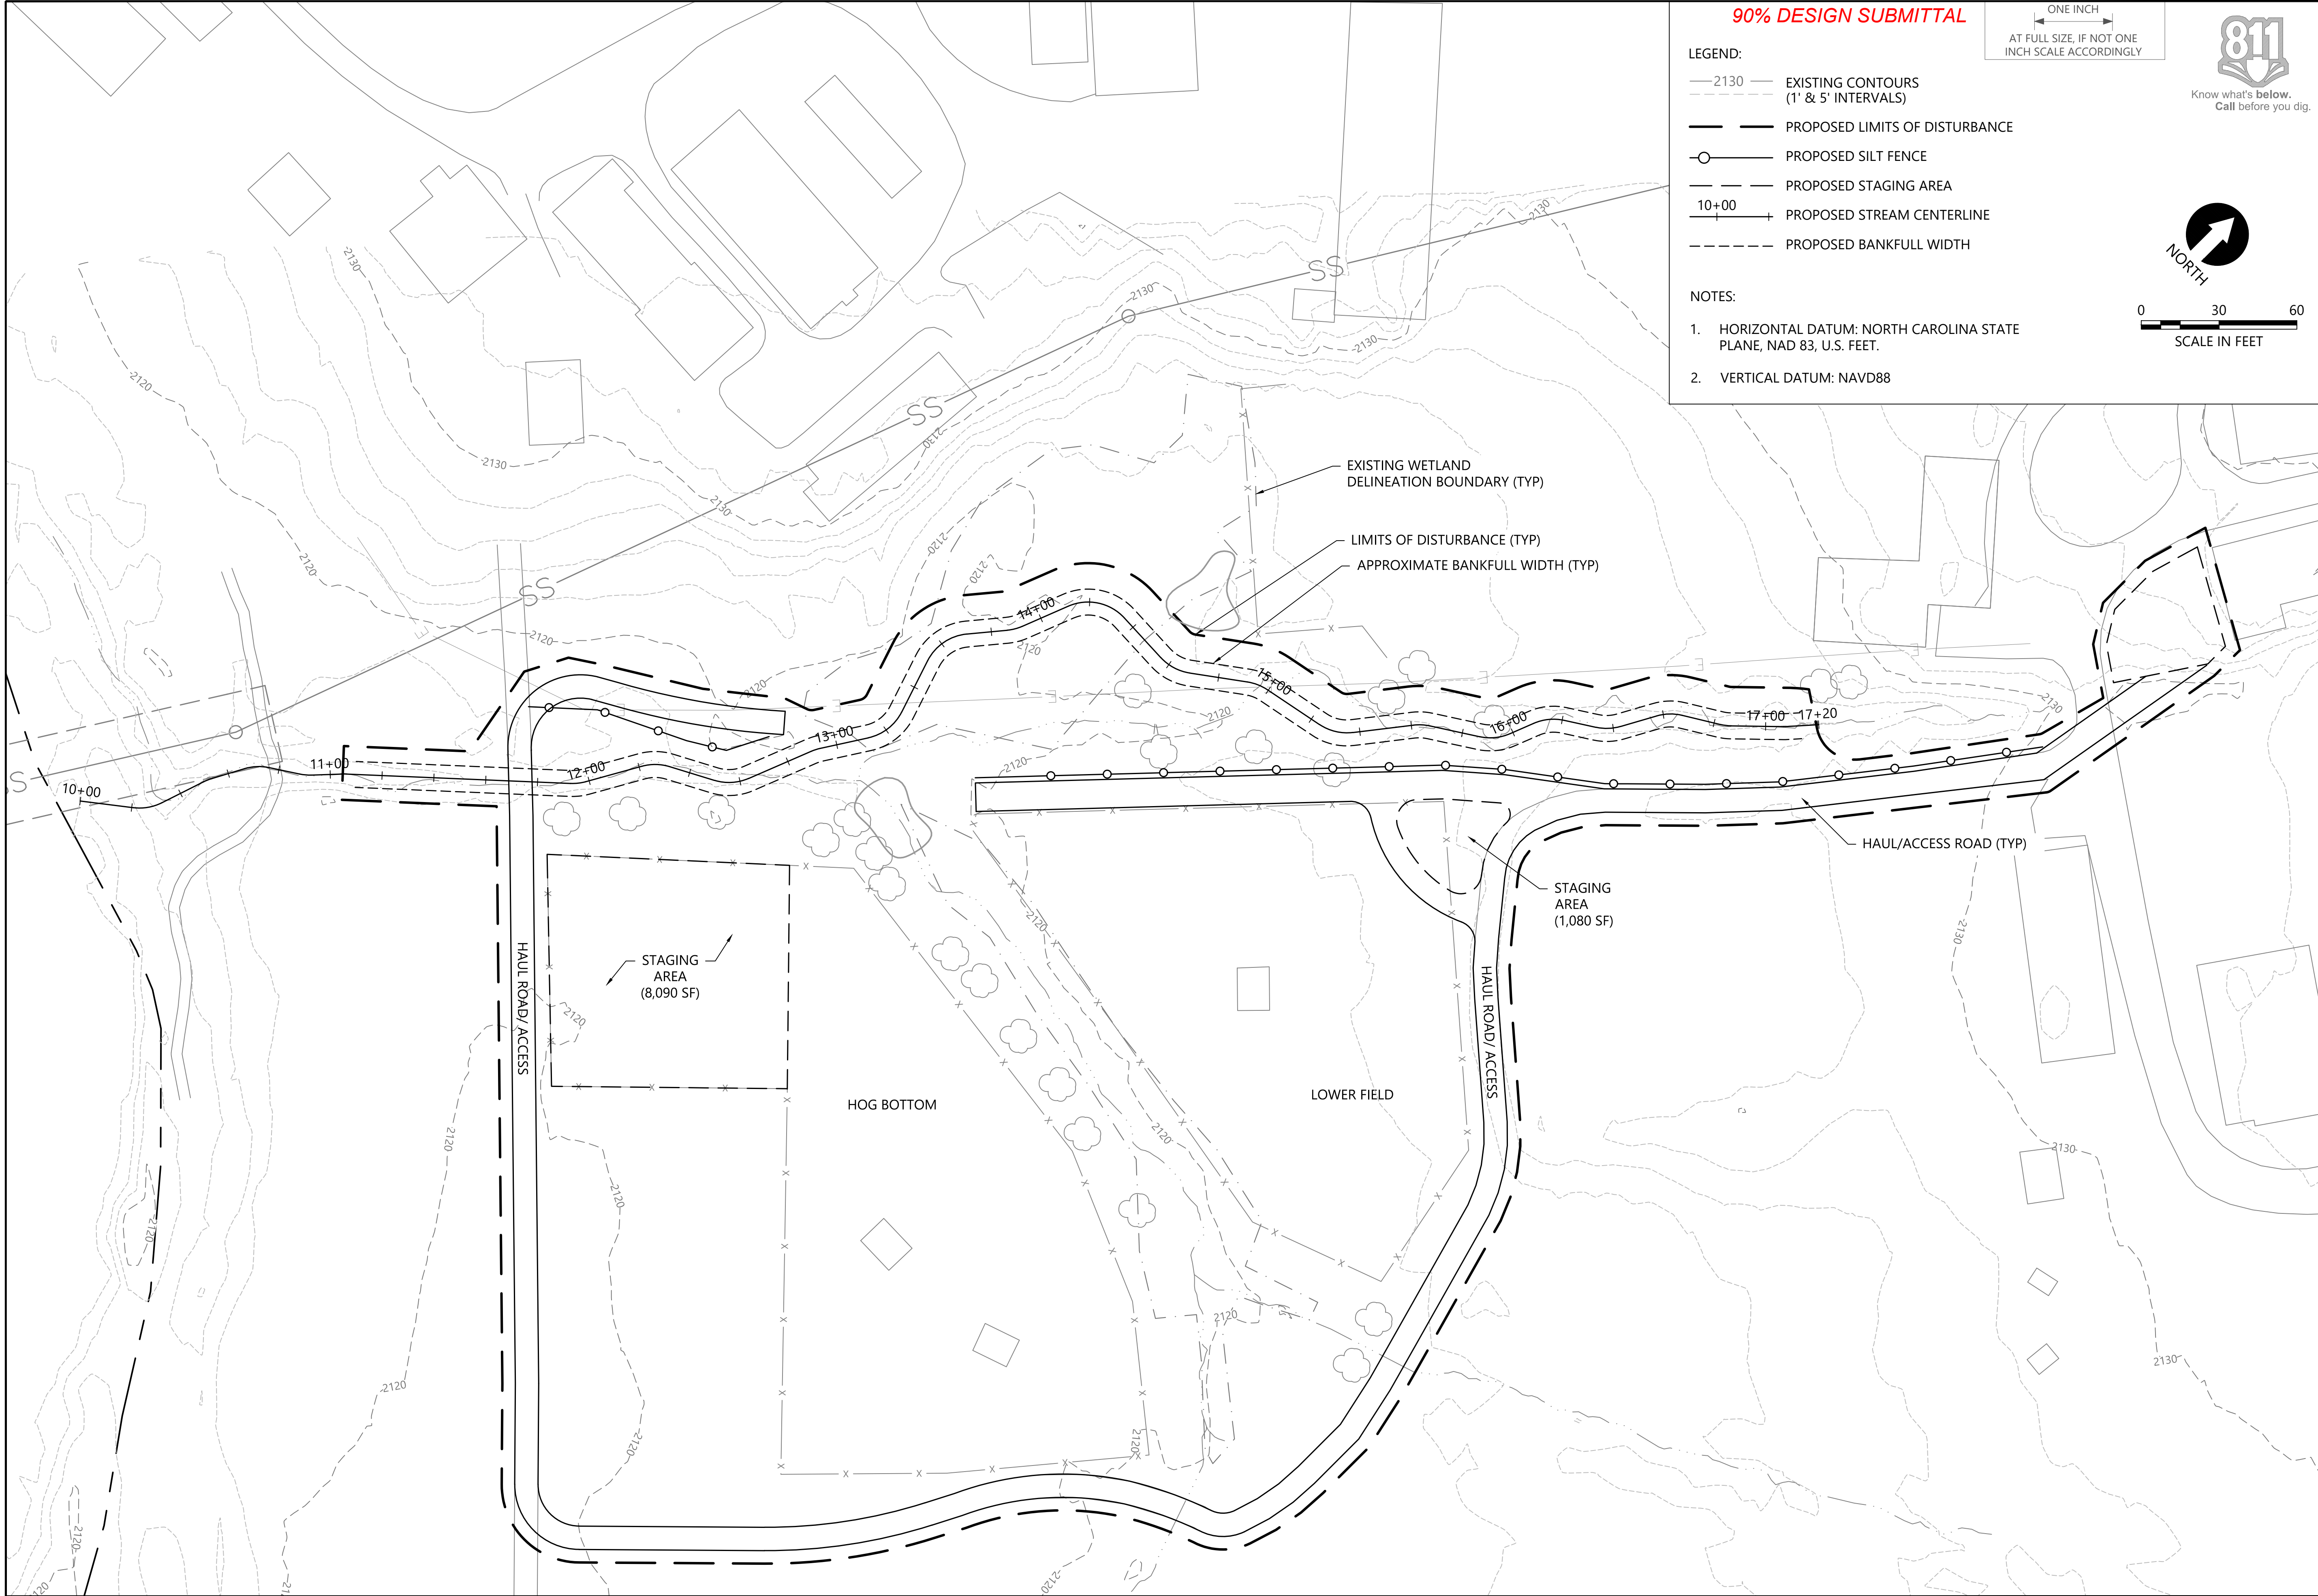 90% DESIGN SUBMITTAL
ONE INCH
AT FULL SIZE, IF NOT ONE
INCH SCALE ACCORDINGLY
811
Know what's below.
Call before you dig.
LEGEND:
2130
EXISTING CONTOURS
(1' & 5' INTERVALS)
PROPOSED LIMITS OF DISTURBANCE
PROPOSED SILT FENCE
PROPOSED STAGING AREA
10+00
PROPOSED STREAM CENTERLINE
PROPOSED BANKFULL WIDTH
NORTH
NOTES:
1. HORIZONTAL DATUM: NORTH CAROLINA STATE
PLANE, NAD 83, U.S. FEET.
2. VERTICAL DATUM: NAVD88
0 30 60
SCALE IN FEET
2130
2130
2130
2130
2120
2130
2130
2130
SS
SS
SS
SS
EXISTING WETLAND
DELINEATION BOUNDARY (TYP)
LIMITS OF DISTURBANCE (TYP)
APPROXIMATE BANKFULL WIDTH (TYP)
2120
2120
2120
2120
2120
2120
2120
2120
2130
E
E
E
E
E
10+00
11+00
12+00
13+00
14+00
15+00
16+00
17+00
17+20
HAUL/ACCESS ROAD (TYP)
STAGING
AREA
(1,080 SF)
STAGING
AREA
(8,090 SF)
HAUL ROAD/ ACCESS
HAUL ROAD/ ACCESS
HOG BOTTOM
LOWER FIELD
2120
2120
2120
2120
2120
2120
2120
2120
2120
2120
2120
2120
2130
2130
2130